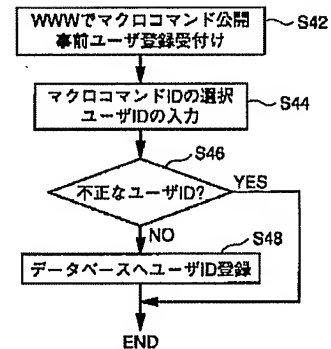 WWWでマクロコマンド公開
事前ユーザ登録受付け
S42
マクロコマンドIDの選択
ユーザIDの入力
S44
S46
不正なユーザID?
YES
NO
S48
データベースへユーザID登録
END